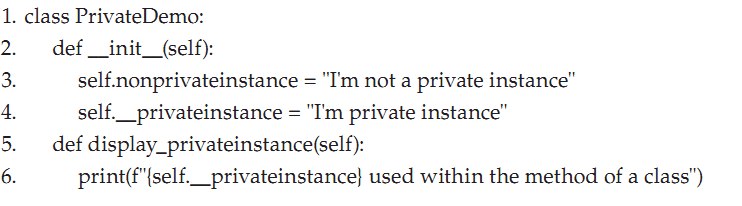 1. class PrivateDemo:
2. def __init__(self):
3. self.nonprivateinstance = "I'm not a private instance"
4. self.__privateinstance = "I'm private instance"
5. def display_privateinstance(self):
6. print(f"{self.__privateinstance} used within the method of a class")